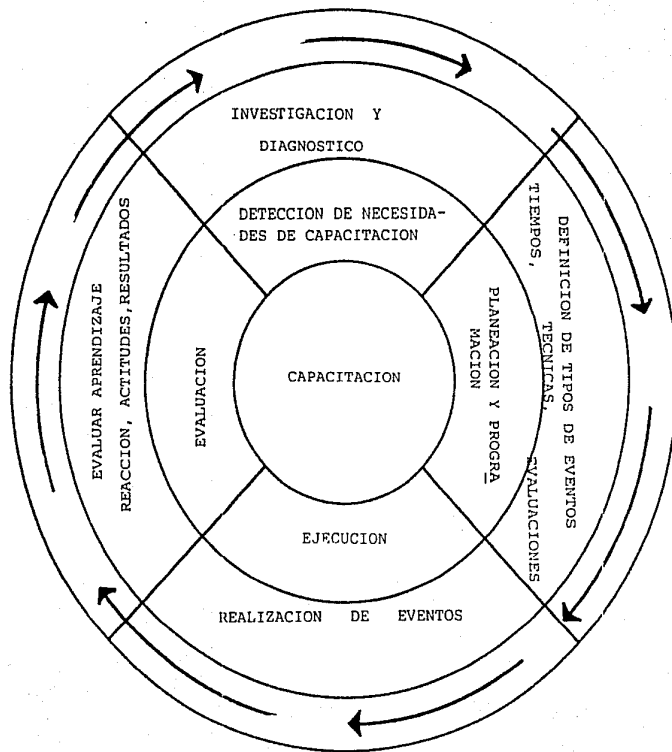 INVESTIGACION Y
DIAGNOSTICO
DETECCION DE NECESIDA-
DES DE CAPACITACION
DEFINICION DE TIPOS DE EVENTOS
TECNICAS,
TIEMPOS, EVALUACIONES
PLANEACION Y PROGRA
MACION
CAPACITACION
EVALUACION
EVALUAR APRENDIZAJE
REACCION, ACTITUDES, RESULTADOS
EJECUCION
REALIZACION DE EVENTOS